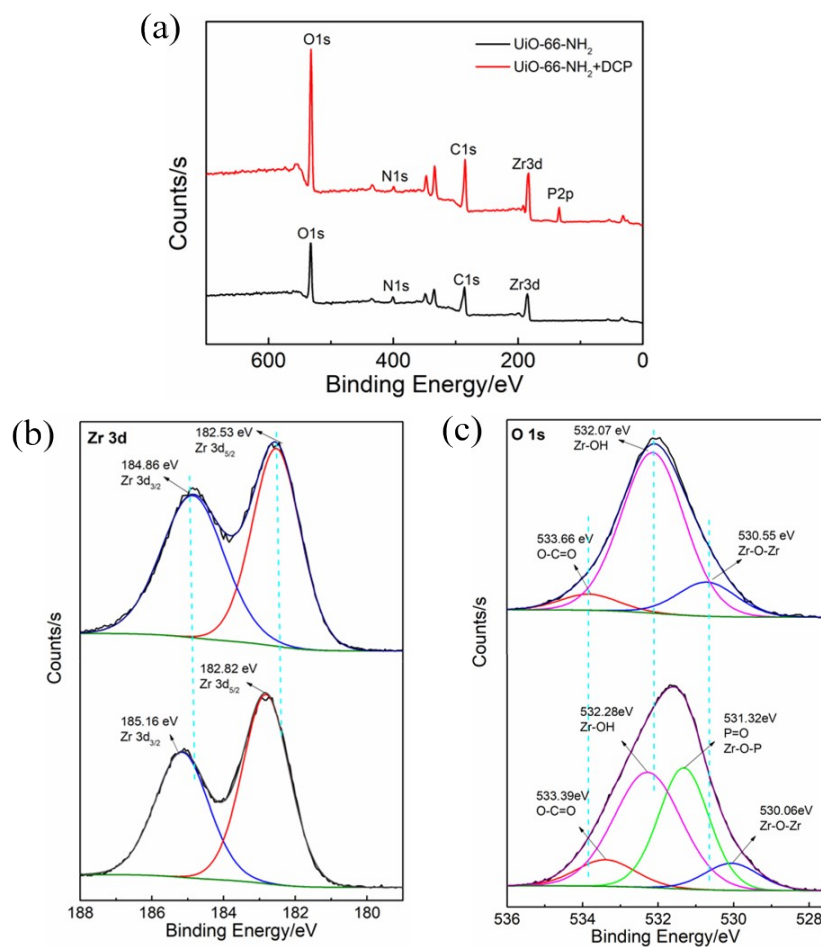 (a)
O1s
UiO-66-NH₂
UiO-66-NH₂+DCP
N1s
C1s
Zr3d
P2p
O1s
N1s
C1s
Zr3d
Counts/s
600
400
200
0
Binding Energy/eV
(b)
Zr 3d
182.53 eV
Zr 3d₅/₂
184.86 eV
Zr 3d₃/₂
182.82 eV
Zr 3d₅/₂
185.16 eV
Zr 3d₃/₂
Counts/s
188
186
184
182
180
Binding Energy/eV
(c)
O 1s
532.07 eV
Zr-OH
533.66 eV
O-C=O
530.55 eV
Zr-O-Zr
532.28eV
Zr-OH
531.32eV
P=O
Zr-O-P
533.39eV
O-C=O
530.06eV
Zr-O-Zr
Counts/s
536
534
532
530
528
Binding Energy/eV